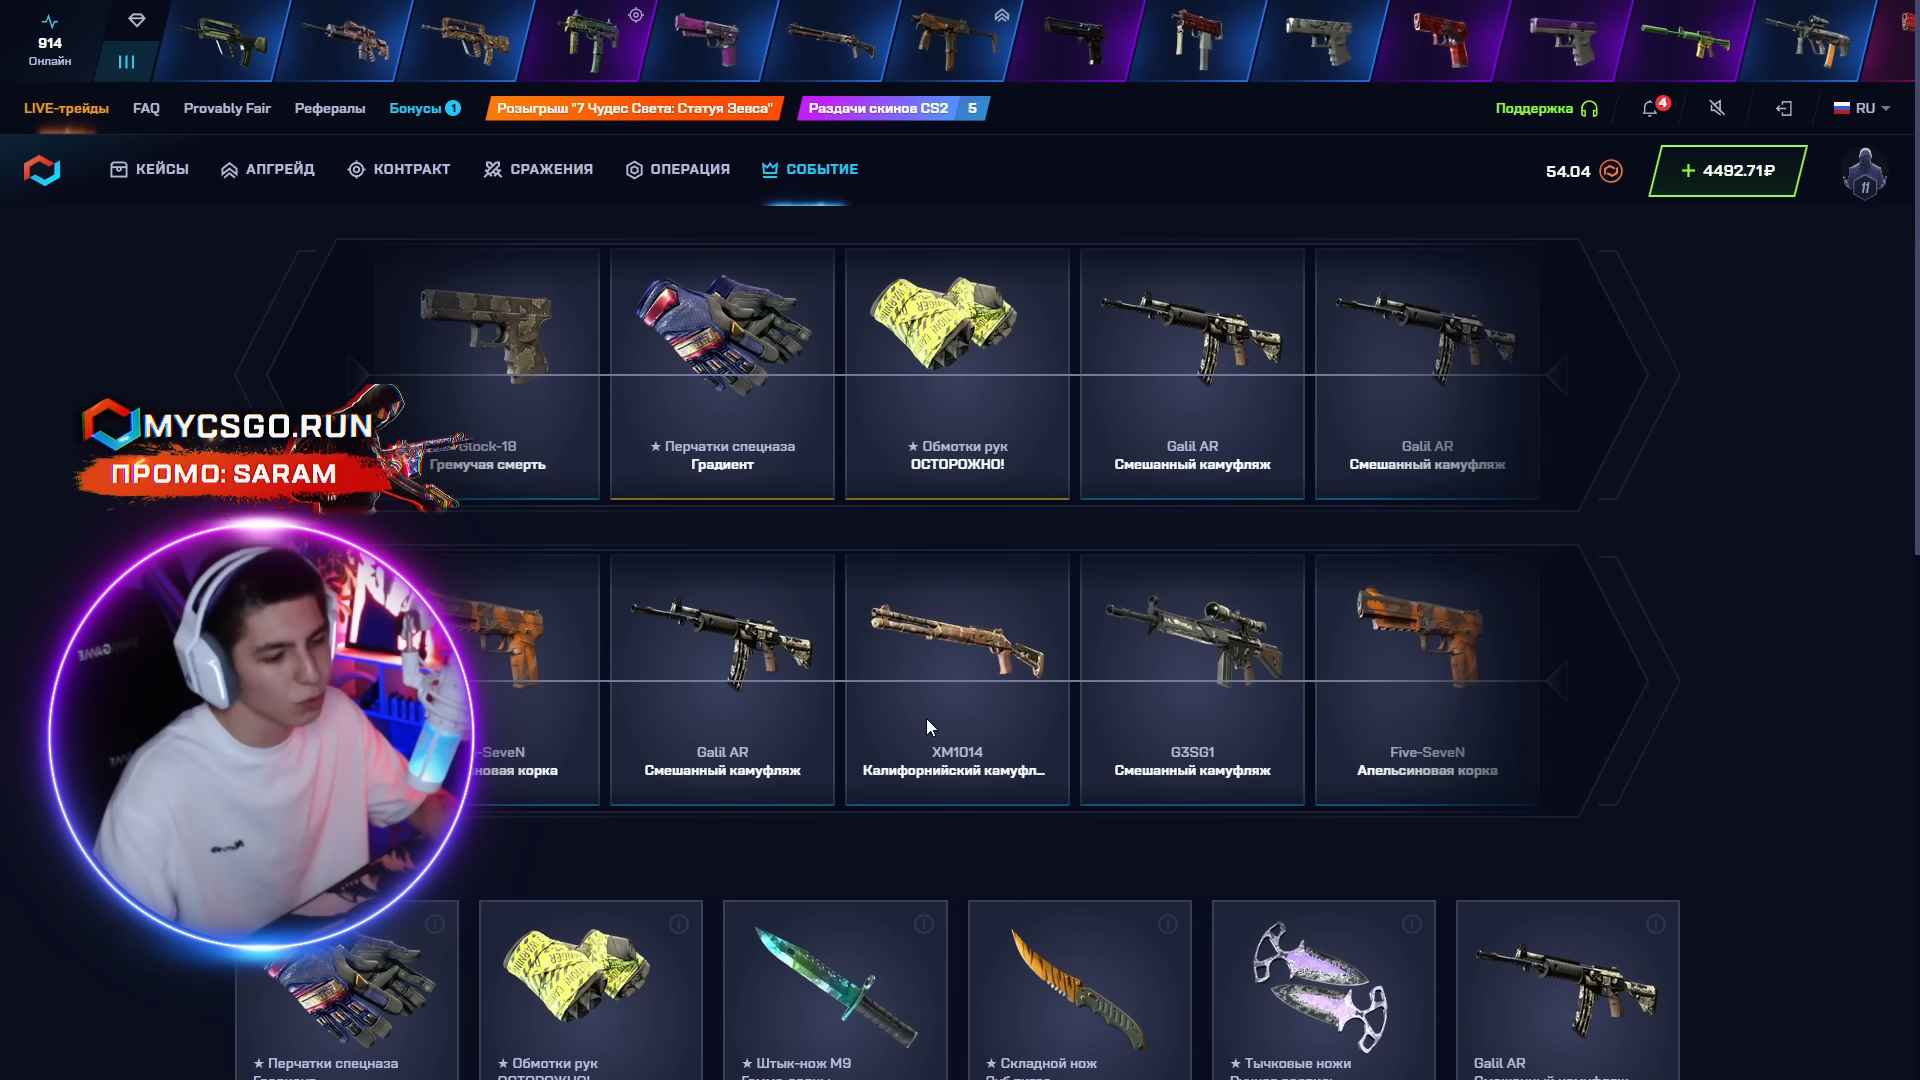 914
Онлайн
LIVE-трейды
FAQ
Provably Fair
Рефералы
Бонусы 1
Розыгрыш "7 Чудес Света: Статуя Зевса"
Раздачи скинов CS2 5
Поддержка
4
RU
КЕЙСЫ
АПГРЕЙД
КОНТРАКТ
СРАЖЕНИЯ
ОПЕРАЦИЯ
СОБЫТИЕ
54.04
+ 4492.71₽
11
Glock-18
Гремучая смерть
★ Перчатки спецназа
Градиент
★ Обмотки рук
ОСТОРОЖНО!
Galil AR
Смешанный камуфляж
Galil AR
Смешанный камуфляж
MYCSGO.RUN
ПРОМО: SARAM
-SeveN
новая корка
Galil AR
Смешанный камуфляж
XM1014
Калифорнийский камуфл...
G3SG1
Смешанный камуфляж
Five-SeveN
Апельсиновая корка
★ Перчатки спецназа
★ Обмотки рук
★ Штык-нож M9
★ Складной нож
★ Тычковые ножи
Galil AR